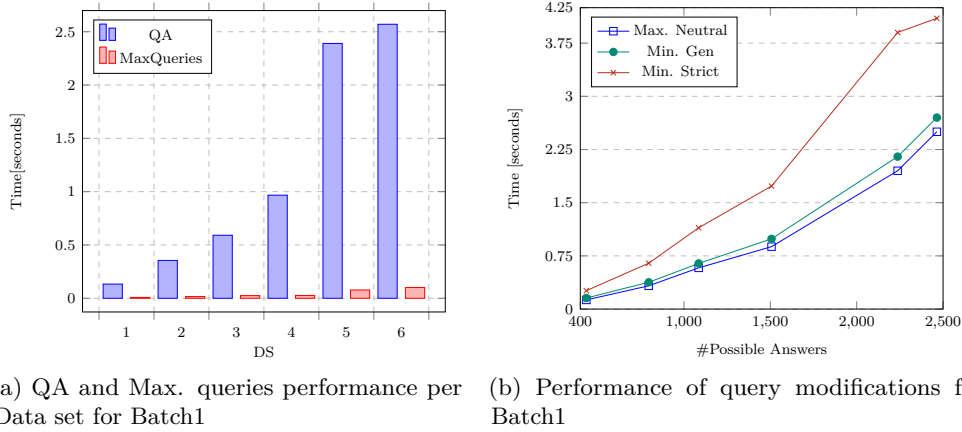 2.5
2
1.5
1
0.5
0
Time[seconds]
QA
MaxQueries
1 2 3 4 5 6
DS
4.25
3.75
3
2.25
1.5
0.75
0
Time [seconds]
Max. Neutral
Min. Gen
Min. Strict
400 1,000 1,500 2,000 2,500
#Possible Answers
a) QA and Max. queries performance per
Data set for Batch1
(b) Performance of query modifications f
Batch1